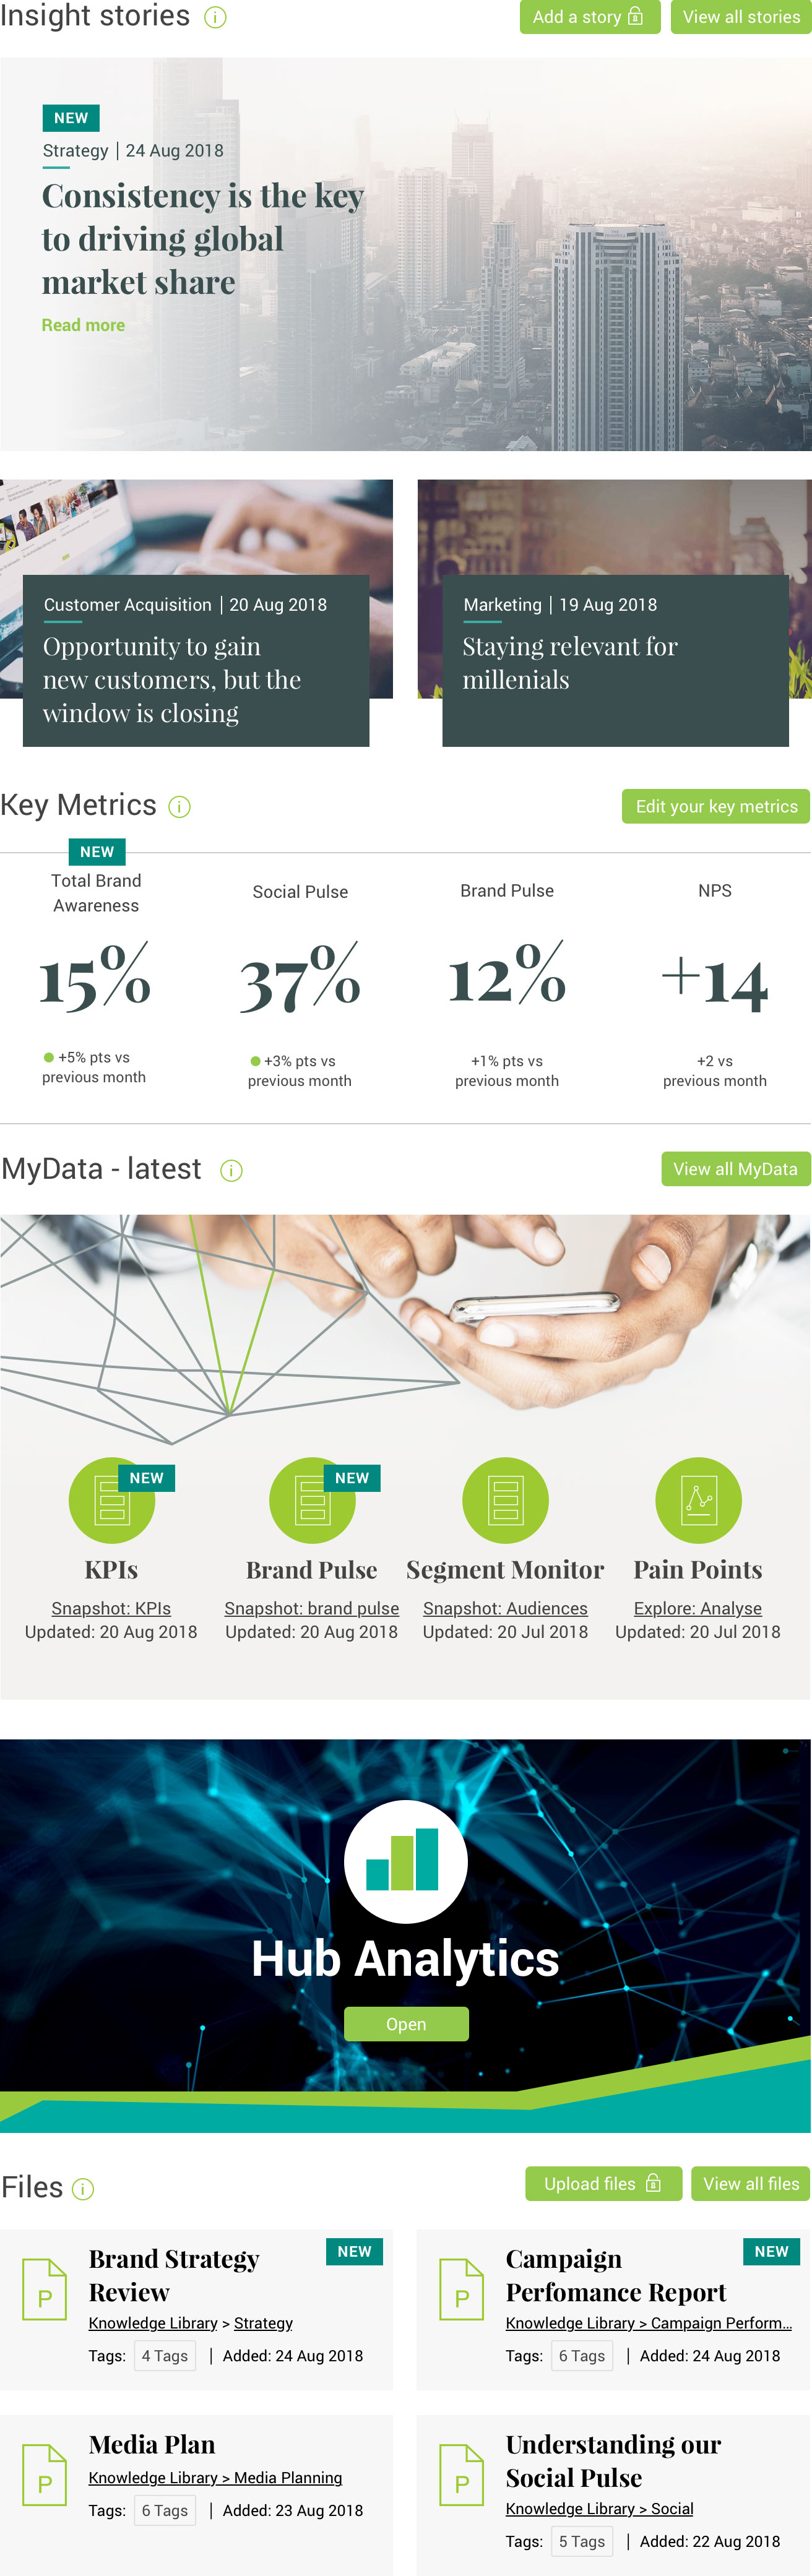 Insight stories
Add a story
View all stories
NEW
Strategy | 24 Aug 2018
Consistency is the key
to driving global
market share
Read more
Customer Acquisition | 20 Aug 2018
Opportunity to gain
new customers, but the
window is closing
Marketing | 19 Aug 2018
Staying relevant for
millenials
Key Metrics
Edit your key metrics
NEW
Total Brand
Awareness
15%
+5% pts vs
previous month
Social Pulse
37%
+3% pts vs
previous month
Brand Pulse
12%
+1% pts vs
previous month
NPS
+14
+2 vs
previous month
MyData - latest
View all MyData
NEW
KPIs
Snapshot: KPIs
Updated: 20 Aug 2018
NEW
Brand Pulse
Snapshot: brand pulse
Updated: 20 Aug 2018
Segment Monitor
Snapshot: Audiences
Updated: 20 Jul 2018
Pain Points
Explore: Analyse
Updated: 20 Jul 2018
Hub Analytics
Open
Files
Upload files
View all files
P
NEW
Brand Strategy
Review
Knowledge Library > Strategy
Tags: 4 Tags | Added: 24 Aug 2018
P
NEW
Campaign
Perfomance Report
Knowledge Library > Campaign Perform...
Tags: 6 Tags | Added: 24 Aug 2018
P
Media Plan
Knowledge Library > Media Planning
Tags: 6 Tags | Added: 23 Aug 2018
P
Understanding our
Social Pulse
Knowledge Library > Social
Tags: 5 Tags | Added: 22 Aug 2018